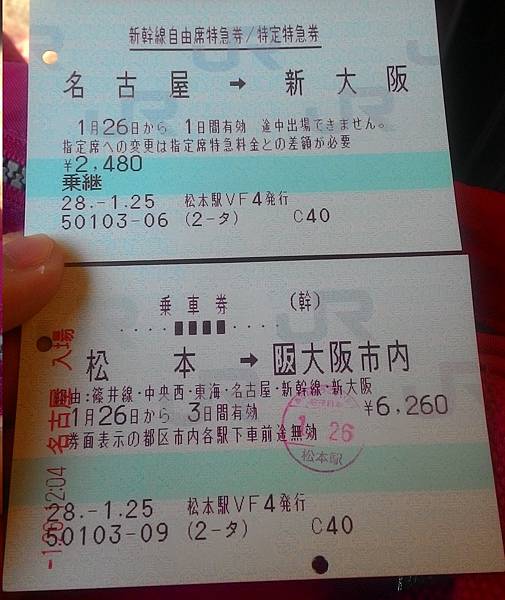 新幹線自由席特急券/特定特急券
名古屋 → 新大阪
1月26日から 1日間有効 途中出場できません。
指定席への変更は指定席特急料金との差額が必要
¥2,480
乗継
28.-1.25 松本駅VF4発行
50103-06 (2-タ) C40
乗車券 (幹)
松本 → 阪大阪市内
由:篠井線・中央西・東海・名古屋・新幹線・新大阪
1月26日から 3日間有効 ¥6,260
券面表示の都区市内各駅下車前途無効
1 26
松本駅
28.-1.25 松本駅VF4発行
50103-09 (2-タ) C40
-1.26 12:04 名古屋 入場